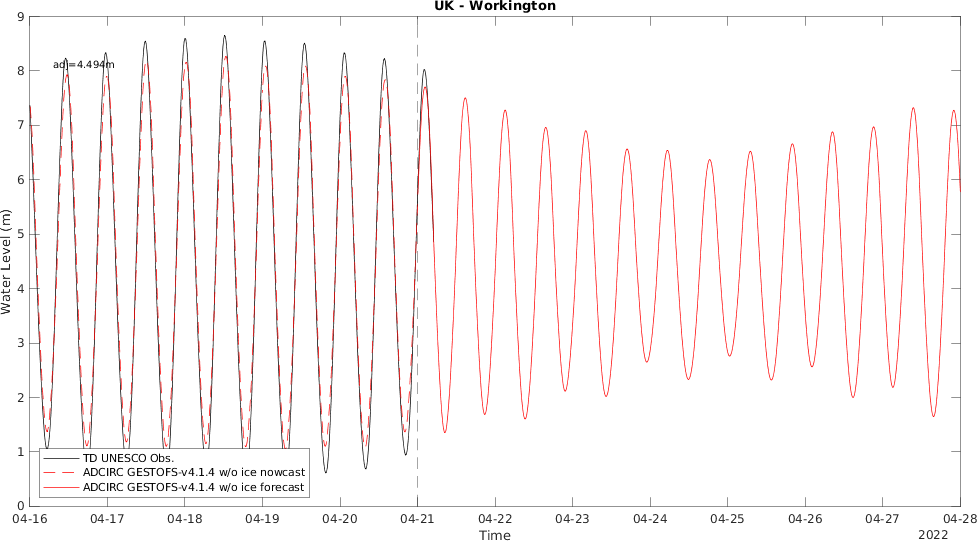 UK - Workington
Water Level (m)
9
8
7
6
5
4
3
2
1
0
adj=4.494m
TD UNESCO Obs.
ADCIRC GESTOFS-v4.1.4 w/o ice nowcast
ADCIRC GESTOFS-v4.1.4 w/o ice forecast
04-16 04-17 04-18 04-19 04-20 04-21 04-22 04-23 04-24 04-25 04-26 04-27 04-28
Time
2022